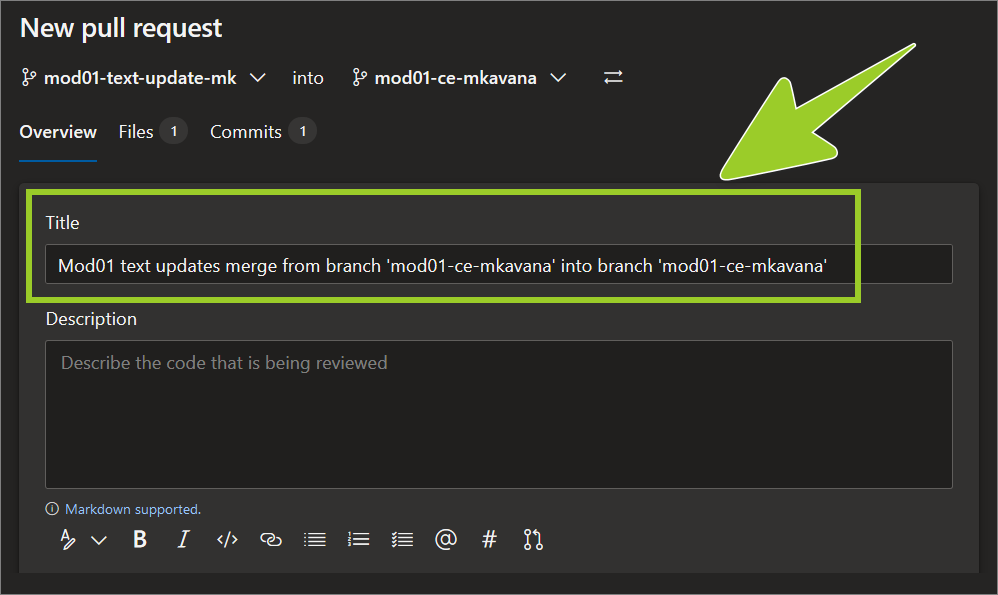 New pull request
mod01-text-update-mk into mod01-ce-mkavana
Overview Files 1 Commits 1
Title
Mod01 text updates merge from branch 'mod01-ce-mkavana' into branch 'mod01-ce-mkavana'
Description
Describe the code that is being reviewed
Markdown supported.